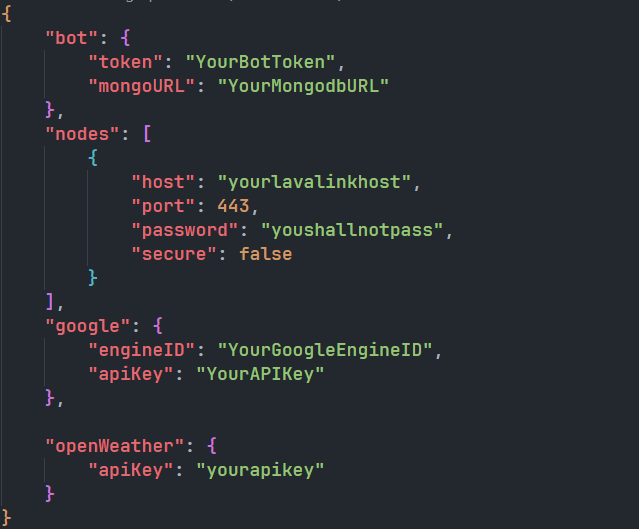 {
    "bot": {
        "token": "YourBotToken",
        "mongoURL": "YourMongodbURL"
    },
    "nodes": [
        {
            "host": "yourlavalinkhost",
            "port": 443,
            "password": "youshallnotpass",
            "secure": false
        }
    ],
    "google": {
        "engineID": "YourGoogleEngineID",
        "apiKey": "YourAPIKey"
    },

    "openWeather": {
        "apiKey": "yourapikey"
    }
}